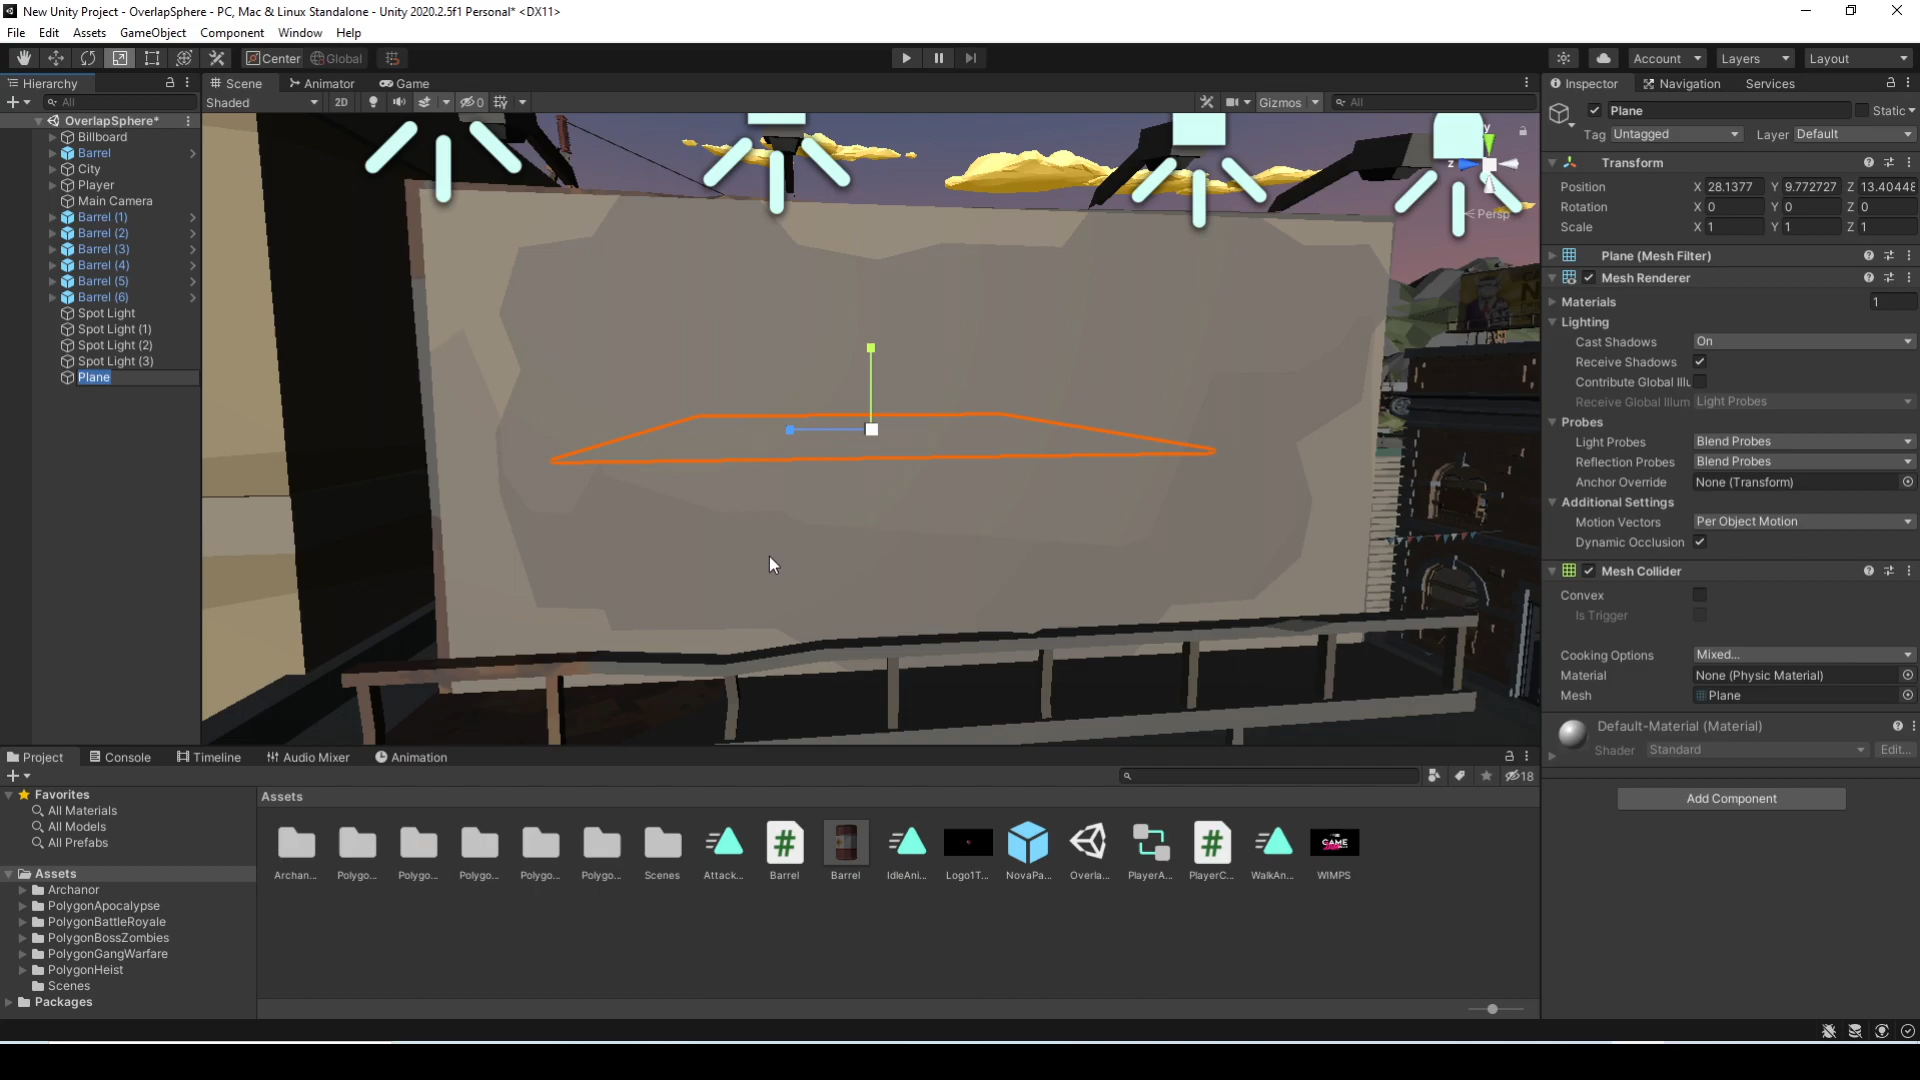 New Unity Project - OverlapSphere - PC, Mac & Linux Standalone - Unity 2020.2.5f1 Personal* <DX11>
File Edit Assets GameObject Component Window Help
Center Global
Account Layers Layout
Hierarchy
All
OverlapSphere*
Billboard
Barrel
City
Player
Main Camera
Barrel (1)
Barrel (2)
Barrel (3)
Barrel (4)
Barrel (5)
Barrel (6)
Spot Light
Spot Light (1)
Spot Light (2)
Spot Light (3)
Plane
Scene Animator Game
Shaded 2D 0 Gizmos All
y
z
Persp
Inspector Navigation Services
Plane Static
Tag Untagged Layer Default
Transform
Position X 28.1377 Y 9.772727 Z 13.40448
Rotation X 0 Y 0 Z 0
Scale X 1 Y 1 Z 1
Plane (Mesh Filter)
Mesh Renderer
Materials 1
Lighting
Cast Shadows On
Receive Shadows
Contribute Global Illu
Receive Global Illum Light Probes
Probes
Light Probes Blend Probes
Reflection Probes Blend Probes
Anchor Override None (Transform)
Additional Settings
Motion Vectors Per Object Motion
Dynamic Occlusion
Mesh Collider
Convex
Is Trigger
Cooking Options Mixed...
Material None (Physic Material)
Mesh Plane
Default-Material (Material)
Shader Standard Edit...
Add Component
Project Console Timeline Audio Mixer Animation
18
Favorites
All Materials
All Models
All Prefabs
Assets
Archanor
PolygonApocalypse
PolygonBattleRoyale
PolygonBossZombies
PolygonGangWarfare
PolygonHeist
Scenes
Packages
Assets
GAME
Archan... Polygo... Polygo... Polygo... Polygo... Polygo... Scenes Attack... Barrel Barrel IdleAni... Logo1T... NovaPa... Overla... PlayerA... PlayerC... WalkAn... WIMPS